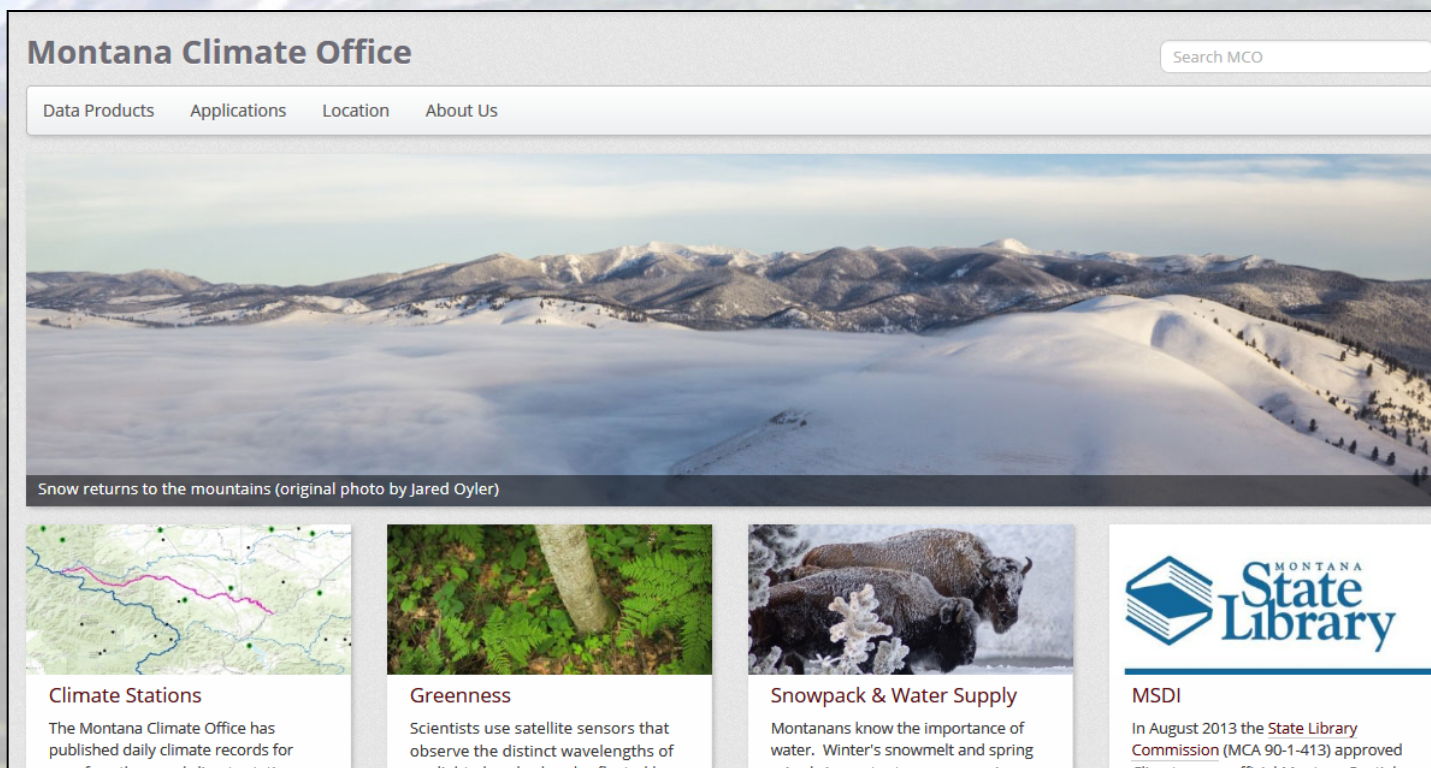 Montana Climate Office
Search MCO
Data Products Applications Location About Us
Snow returns to the mountains (original photo by Jared Oyler)
MONTANA
State
Library
Climate Stations
The Montana Climate Office has
published daily climate records for
Greenness
Scientists use satellite sensors that
observe the distinct wavelengths of
Snowpack & Water Supply
Montanans know the importance of
water.  Winter's snowmelt and spring
MSDI
In August 2013 the State Library
Commission (MCA 90-1-413) approved